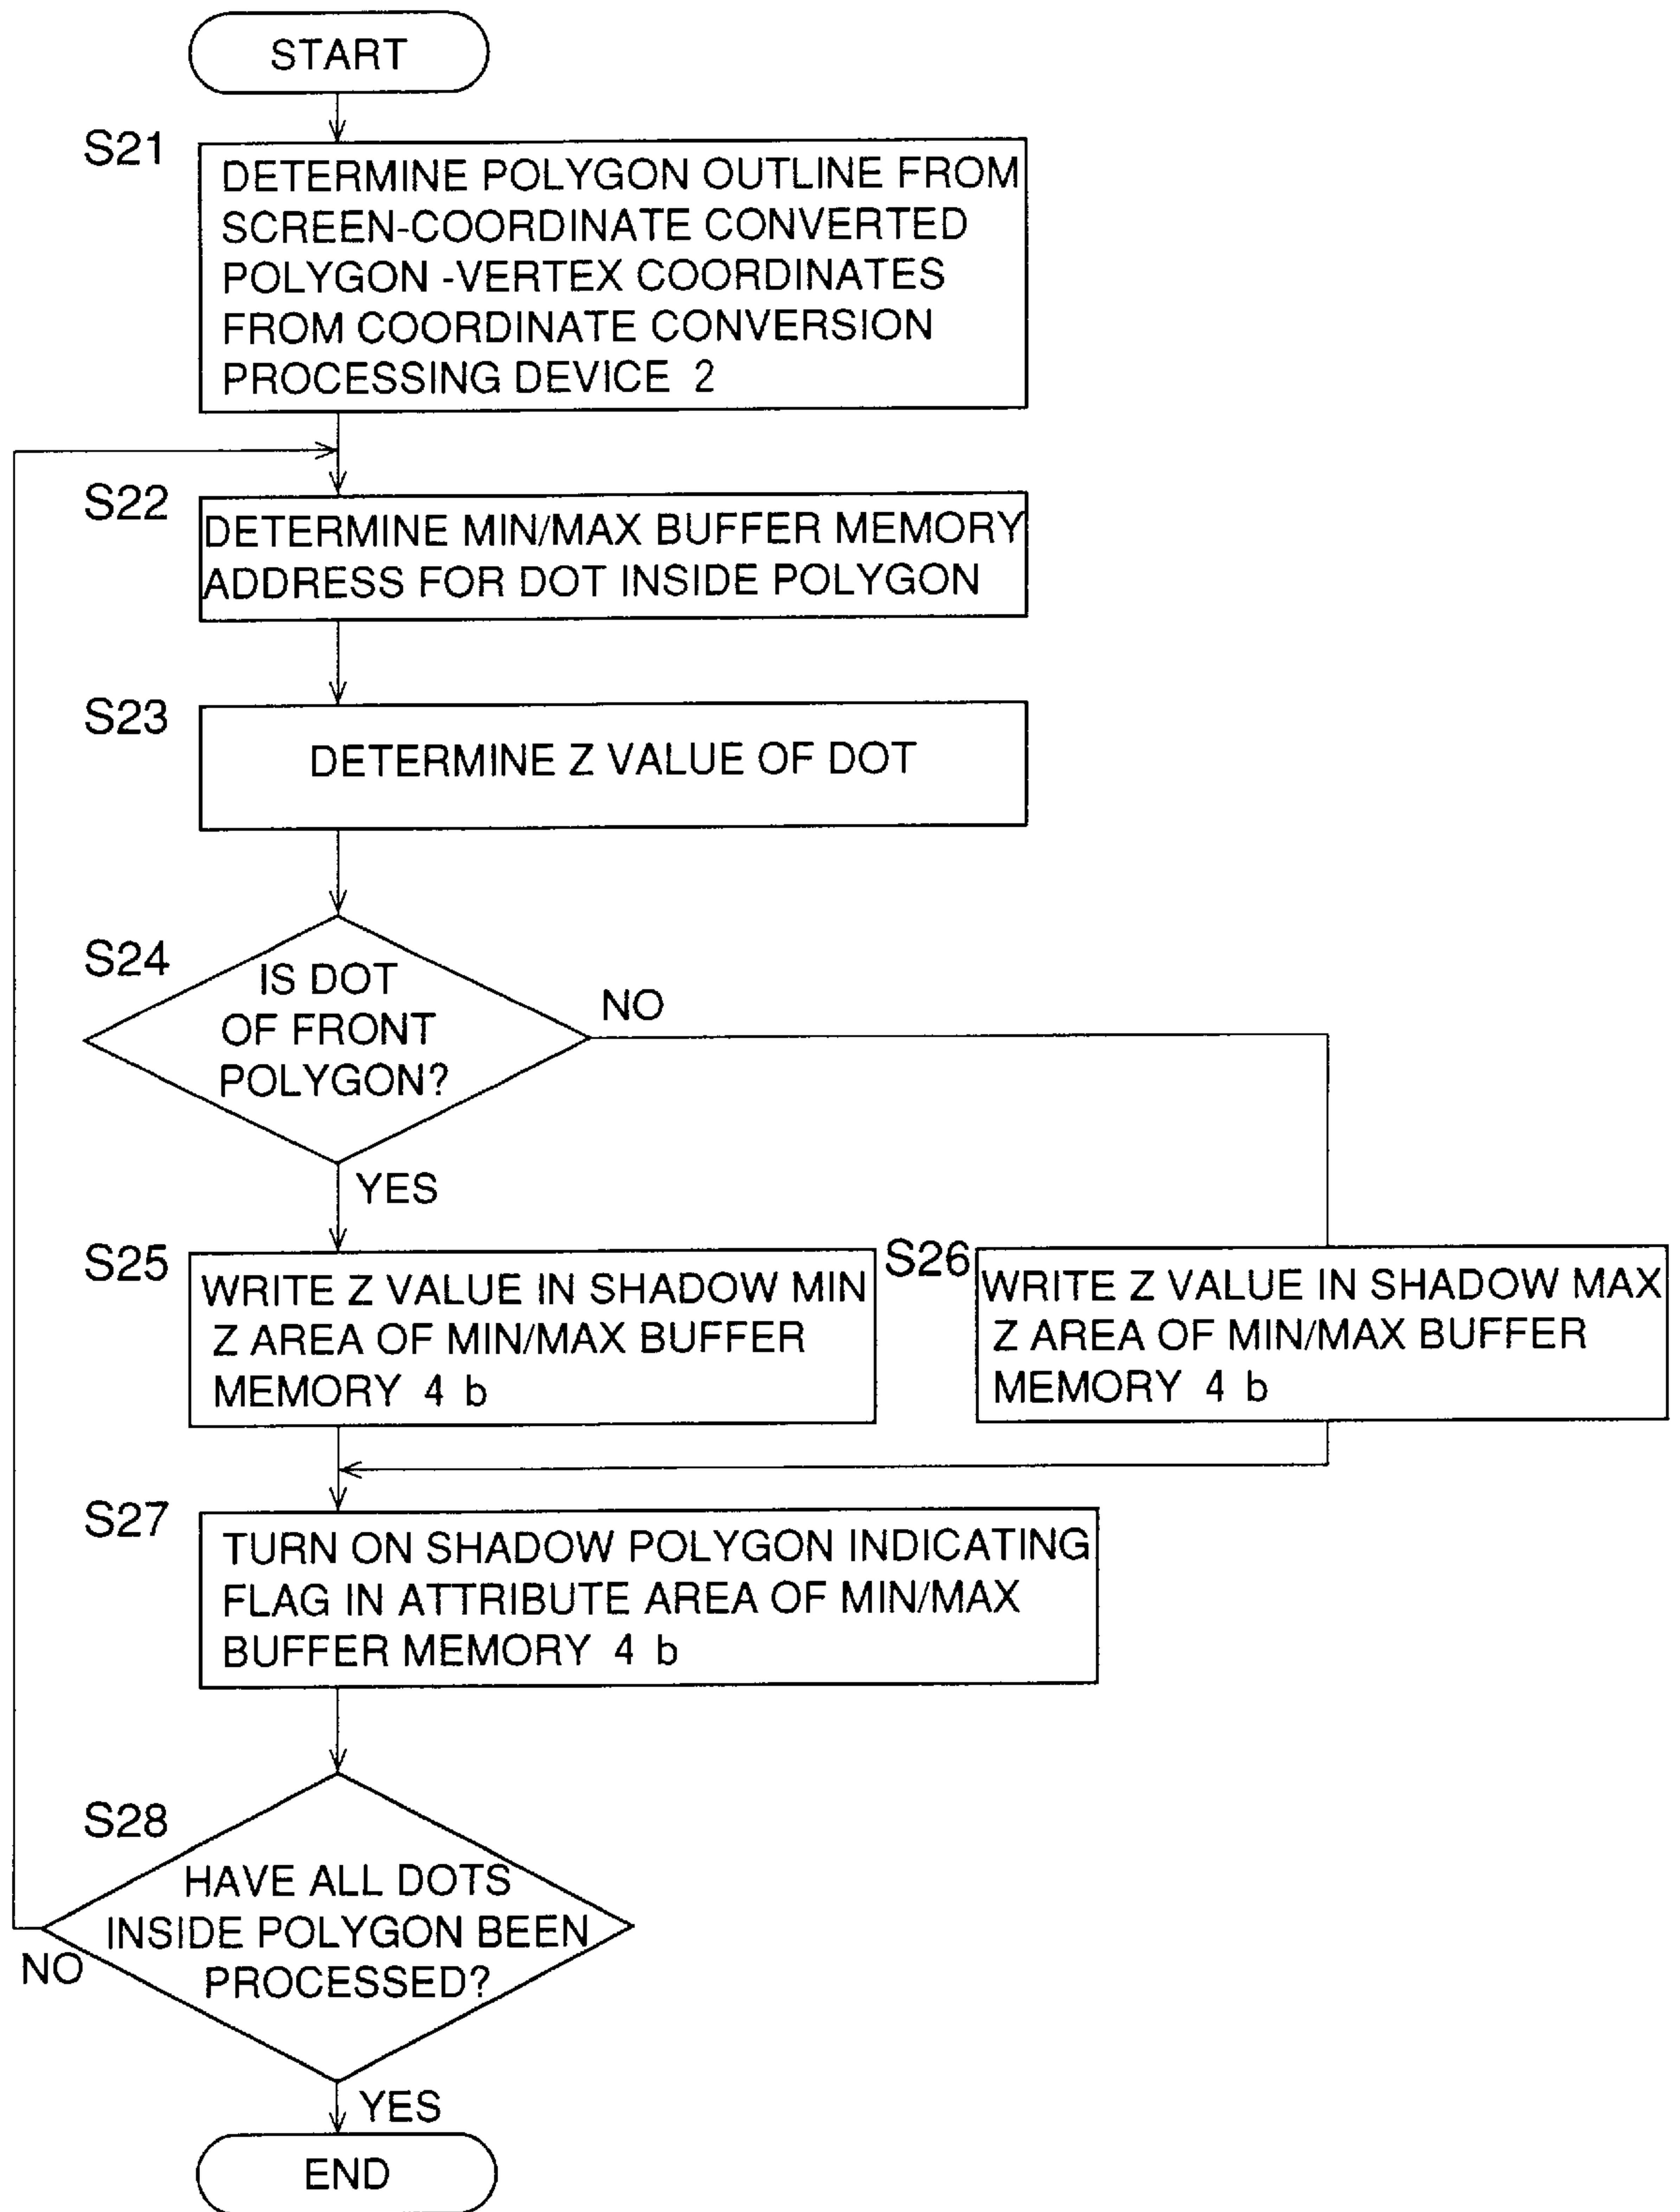 START
S21
DETERMINE POLYGON OUTLINE FROM
SCREEN-COORDINATE CONVERTED
POLYGON -VERTEX COORDINATES
FROM COORDINATE CONVERSION
PROCESSING DEVICE 2
S22
DETERMINE MIN/MAX BUFFER MEMORY
ADDRESS FOR DOT INSIDE POLYGON
S23
DETERMINE Z VALUE OF DOT
S24
IS DOT
OF FRONT
POLYGON?
NO
YES
S25
WRITE Z VALUE IN SHADOW MIN
Z AREA OF MIN/MAX BUFFER
MEMORY 4 b
S26
WRITE Z VALUE IN SHADOW MAX
Z AREA OF MIN/MAX BUFFER
MEMORY 4 b
S27
TURN ON SHADOW POLYGON INDICATING
FLAG IN ATTRIBUTE AREA OF MIN/MAX
BUFFER MEMORY 4 b
S28
HAVE ALL DOTS
INSIDE POLYGON BEEN
PROCESSED?
NO
YES
END